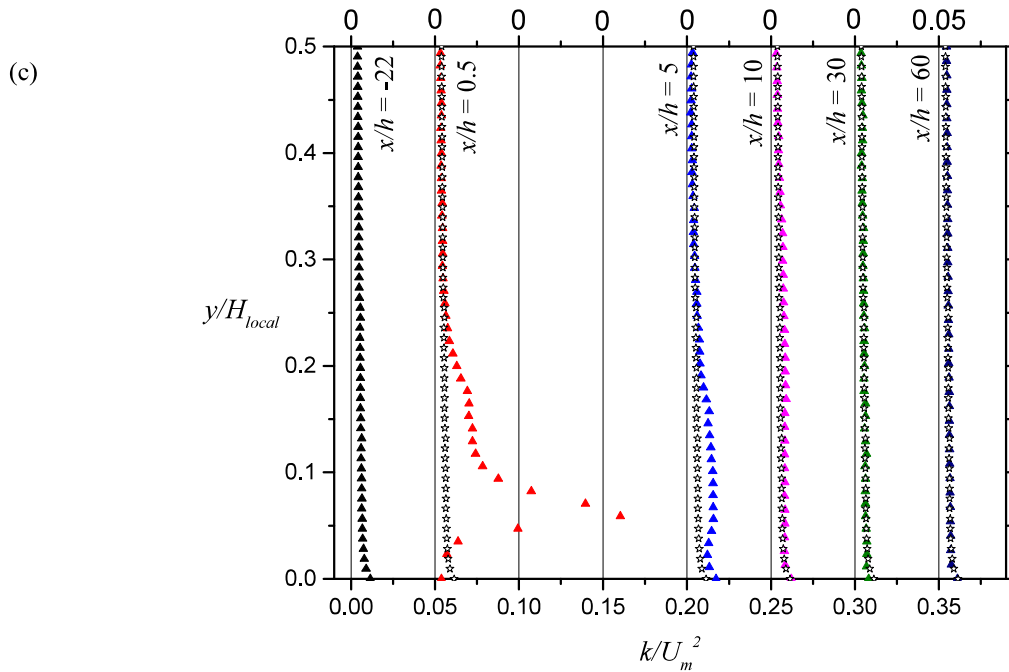 0 0 0 0 0 0 0.05
(c)
0.5
0.4
0.3
0.2
0.1
0.0
y/H_local
x/h = -22
x/h = 0.5
x/h = 5
x/h = 10
x/h = 30
x/h = 60
0.00 0.05 0.10 0.15 0.20 0.25 0.30 0.35
k/U_m^2